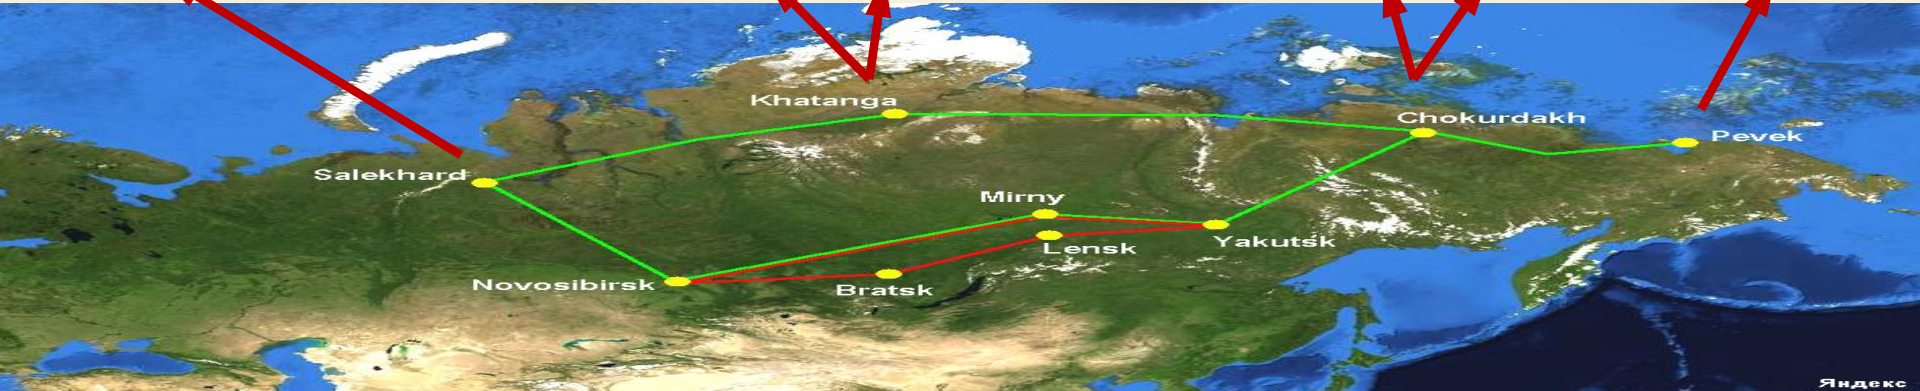 Khatanga
Chokurdakh
Pevek
Salekhard
Mirny
Yakutsk
Lensk
Novosibirsk
Bratsk
Яндекс